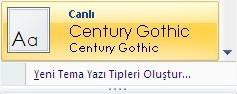 Aa
Canlı
Century Gothic
Century Gothic
Yeni Tema Yazı Tipleri Oluştur...